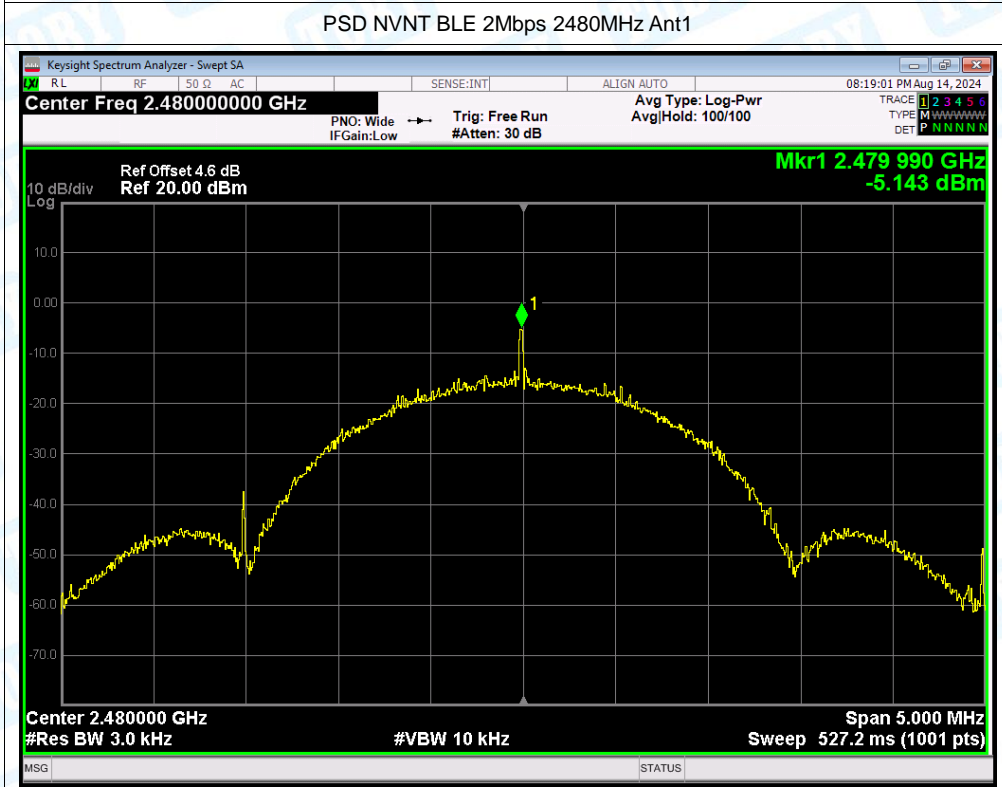 PSD NVNT BLE 2Mbps 2480MHz Ant1
Keysight Spectrum Analyzer - Swept SA
LXI RL RF 50 Ω AC SENSE:INT ALIGN AUTO 08:19:01 PM Aug 14, 2024
Center Freq 2.480000000 GHz
PNO: Wide
IFGain:Low
Trig: Free Run
#Atten: 30 dB
Avg Type: Log-Pwr
Avg|Hold: 100/100
TRACE 1 2 3 4 5 6
TYPE M WWWWW
DET P N N N N N
Ref Offset 4.6 dB
10 dB/div Ref 20.00 dBm
Log
Mkr1 2.479 990 GHz
-5.143 dBm
10.0
0.00
1
-10.0
-20.0
-30.0
-40.0
-50.0
-60.0
-70.0
Center 2.480000 GHz Span 5.000 MHz
#Res BW 3.0 kHz #VBW 10 kHz Sweep 527.2 ms (1001 pts)
MSG STATUS